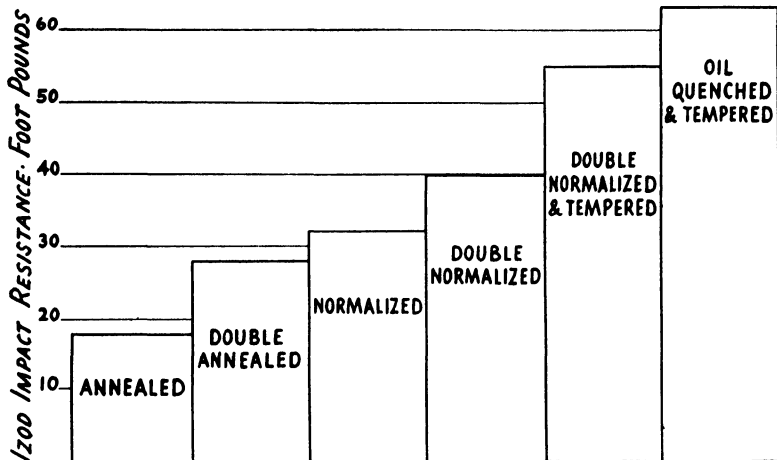 IZOD IMPACT RESISTANCE · FOOT POUNDS
60
50
40
30
20
10
ANNEALED
DOUBLE
ANNEALED
NORMALIZED
DOUBLE
NORMALIZED
DOUBLE
NORMALIZED
& TEMPERED
OIL
QUENCHED
& TEMPERED